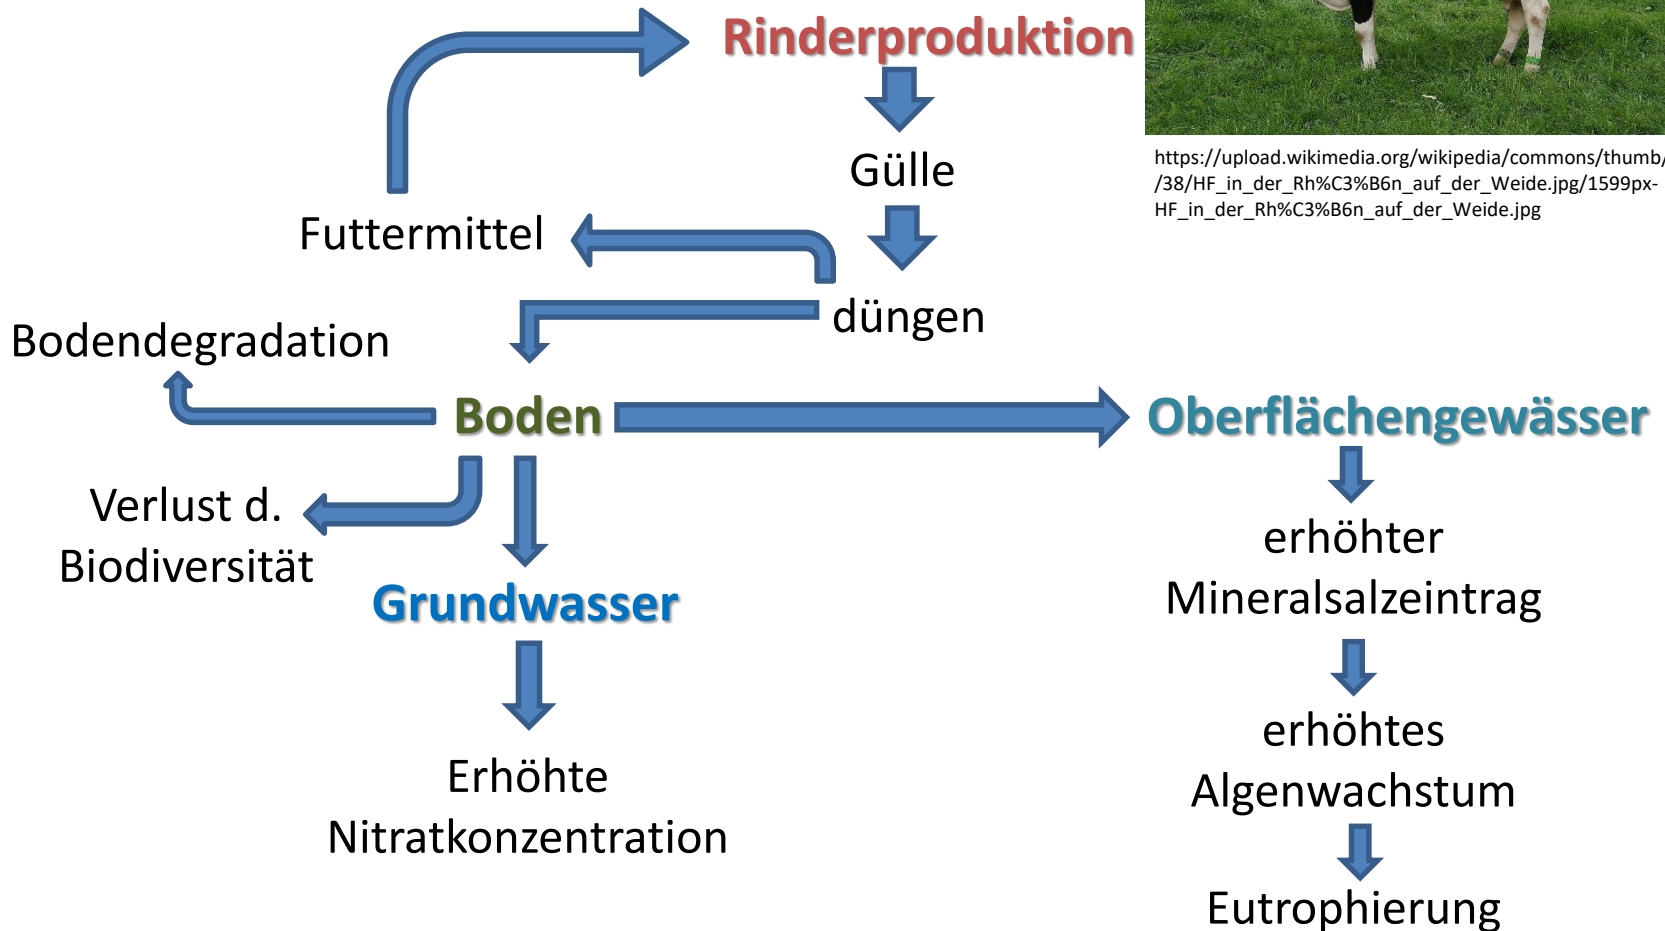 Rinderproduktion
Gülle
https://upload.wikimedia.org/wikipedia/commons/thumb/
/38/HF_in_der_Rh%C3%B6n_auf_der_Weide.jpg/1599px-
HF_in_der_Rh%C3%B6n_auf_der_Weide.jpg
Futtermittel
düngen
Bodendegradation
Boden
Oberflächengewässer
Verlust d.
Biodiversität
Grundwasser
erhöhter
Mineralsalzeintrag
Erhöhte
Nitratkonzentration
erhöhtes
Algenwachstum
Eutrophierung